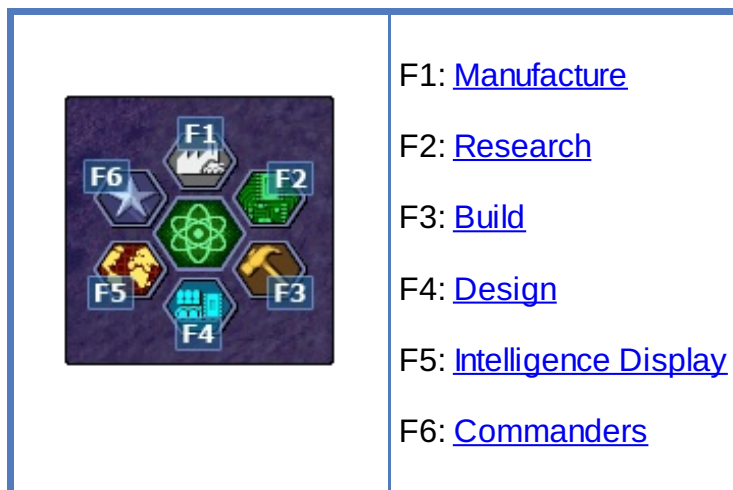 F1
F6
F2
F5
F3
F4
F1: Manufacture
F2: Research
F3: Build
F4: Design
F5: Intelligence Display
F6: Commanders